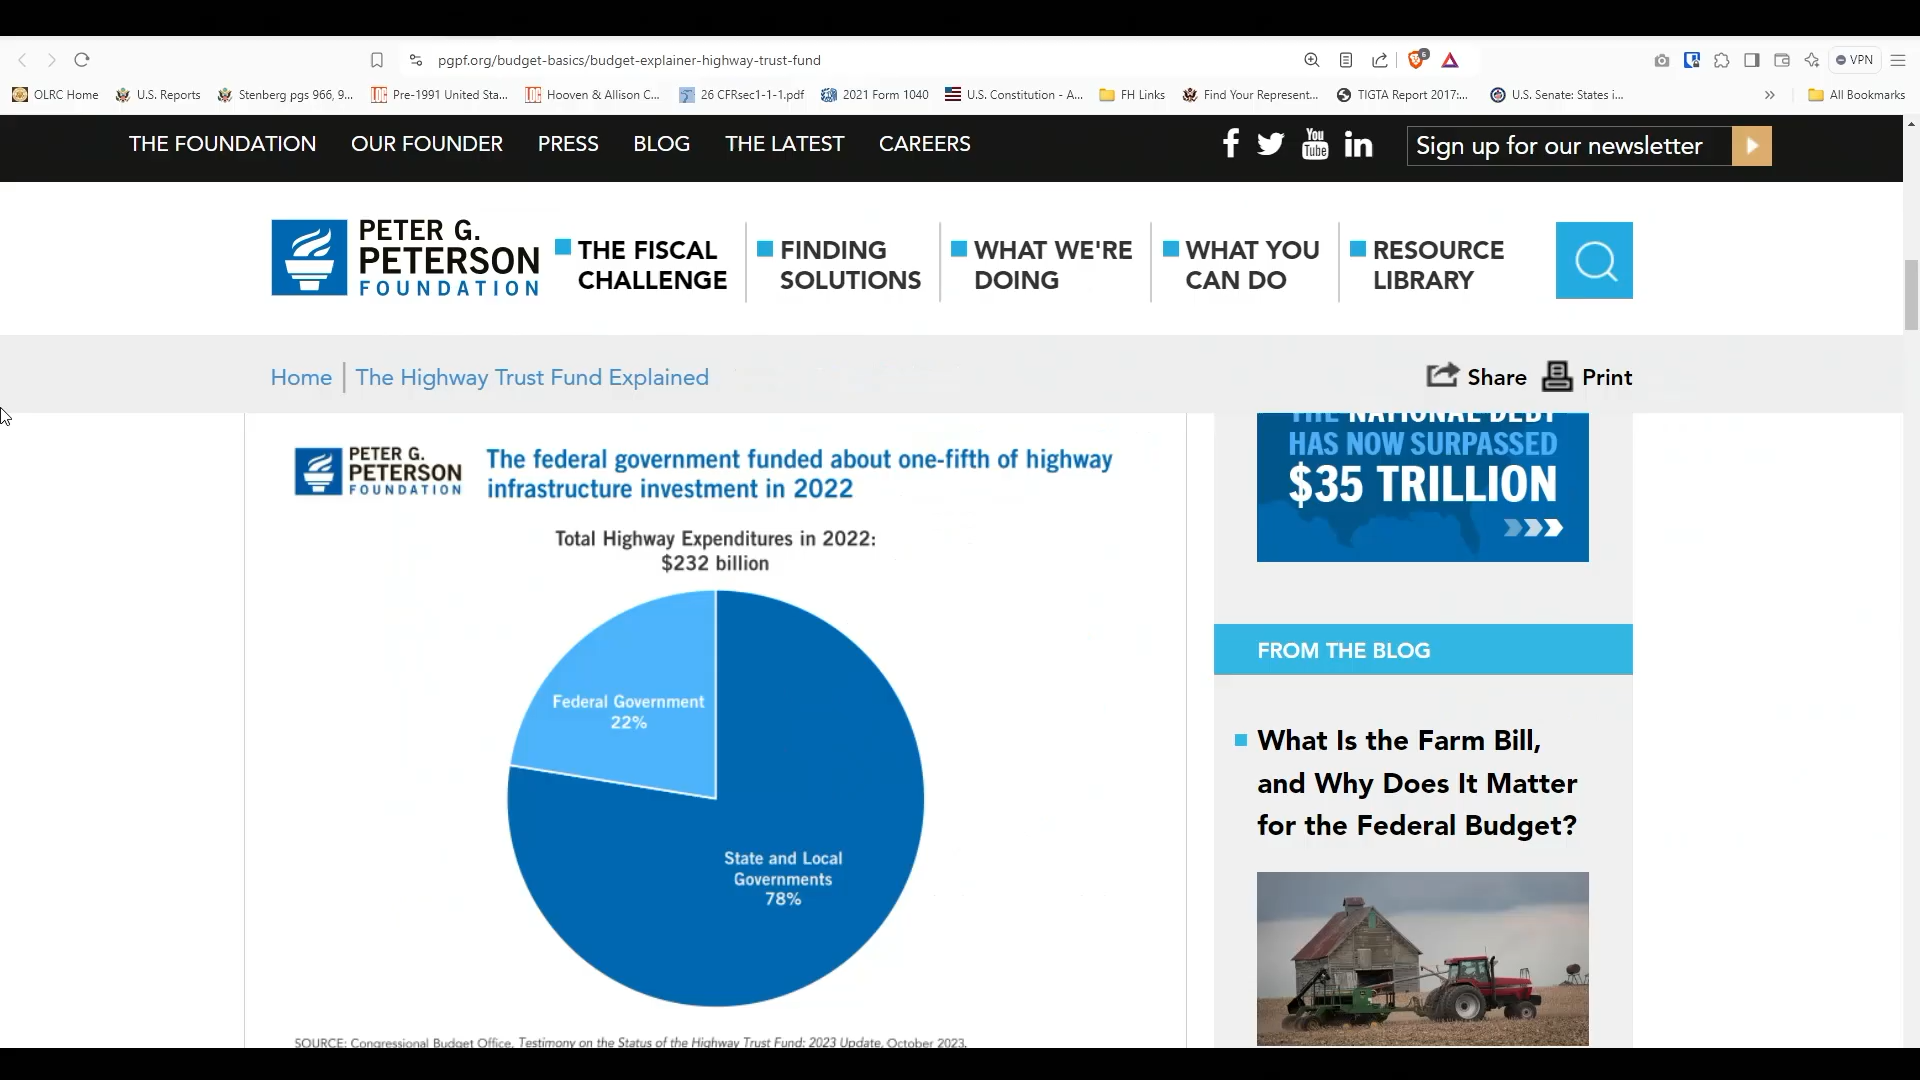 pgpf.org/budget-basics/budget-explainer-highway-trust-fund
6
VPN
OLRC Home
U.S. Reports
Stenberg pgs 966, 9...
Pre-1991 United Sta...
Hooven & Allison C...
26 CFRsec1-1-1.pdf
2021 Form 1040
U.S. Constitution - A...
FH Links
Find Your Represent...
TIGTA Report 2017:...
U.S. Senate: States i...
All Bookmarks
THE FOUNDATION
OUR FOUNDER
PRESS
BLOG
THE LATEST
CAREERS
You
Tube
Sign up for our newsletter
PETER G.
PETERSON
FOUNDATION
THE FISCAL
CHALLENGE
FINDING
SOLUTIONS
WHAT WE'RE
DOING
WHAT YOU
CAN DO
RESOURCE
LIBRARY
Home | The Highway Trust Fund Explained
Share
Print
PETER G.
PETERSON
FOUNDATION
The federal government funded about one-fifth of highway
infrastructure investment in 2022
Total Highway Expenditures in 2022:
$232 billion
Federal Government
22%
State and Local
Governments
78%
SOURCE: Congressional Budget Office, Testimony on the Status of the Highway Trust Fund: 2023 Update, October 2023.
THE NATIONAL DEBT
HAS NOW SURPASSED
$35 TRILLION
FROM THE BLOG
What Is the Farm Bill,
and Why Does It Matter
for the Federal Budget?